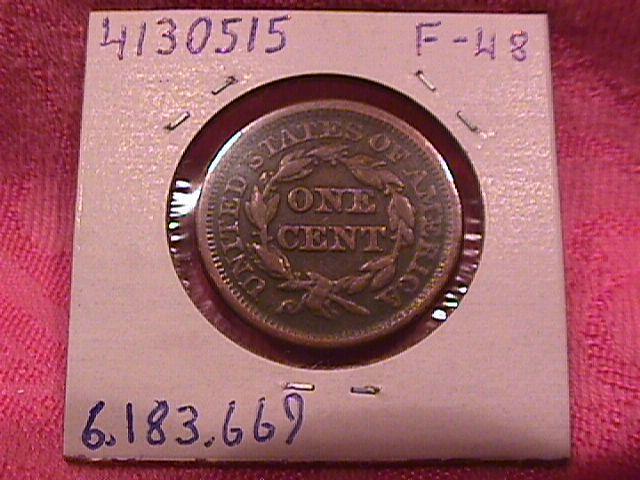 4130515 F-48
UNITED STATES OF AMERICA
ONE
CENT
6.183.669